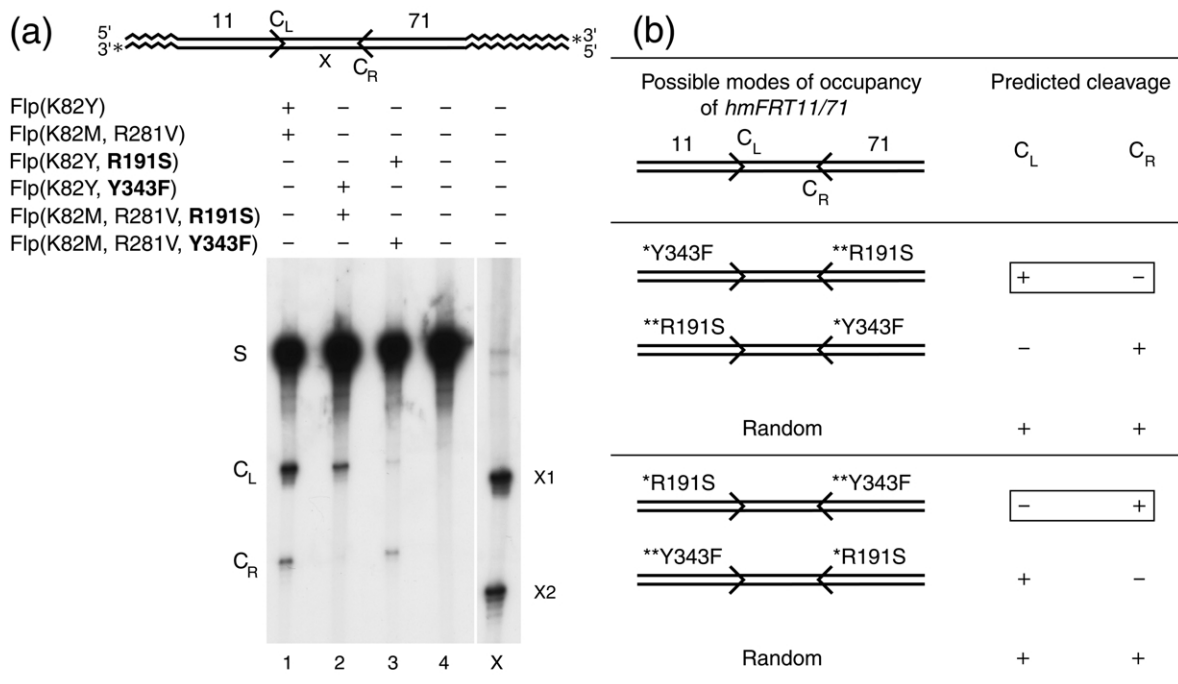 (a)
11 C_L 71
5' *3'
3'* 5'
X C_R
Flp(K82Y) + − − − −
Flp(K82M, R281V) + − − − −
Flp(K82Y, R191S) − − + − −
Flp(K82Y, Y343F) − + − − −
Flp(K82M, R281V, R191S) − + − − −
Flp(K82M, R281V, Y343F) − − + − −
S
C_L X1
C_R
X2
1 2 3 4 X
(b)
Possible modes of occupancy Predicted cleavage
of hmFRT11/71
11 C_L 71 C_L C_R
C_R
*Y343F **R191S
+ −
**R191S *Y343F
− +
Random + +
*R191S **Y343F
− +
**Y343F *R191S
+ −
Random + +